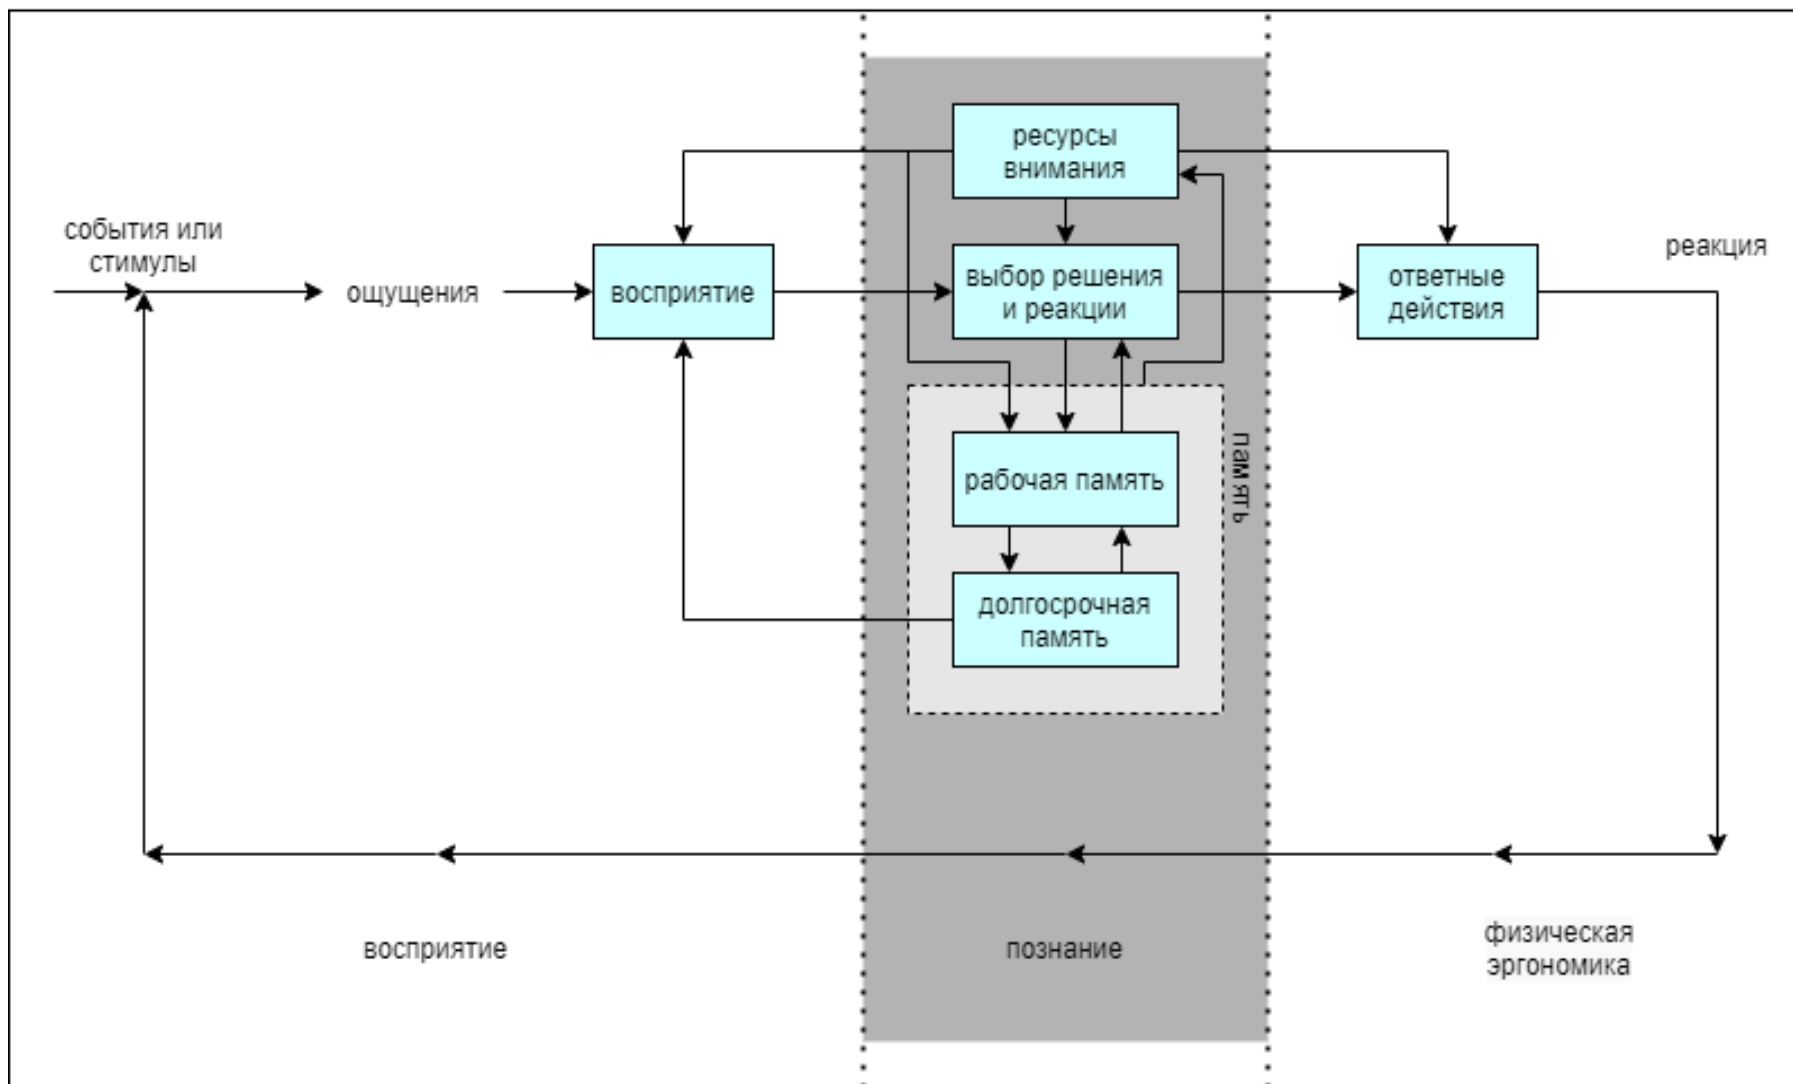 ресурсы
внимания
события или
стимулы
ощущения
восприятие
выбор решения
и реакции
ответные
действия
реакция
память
рабочая память
долгосрочная
память
восприятие
познание
физическая
эргономика